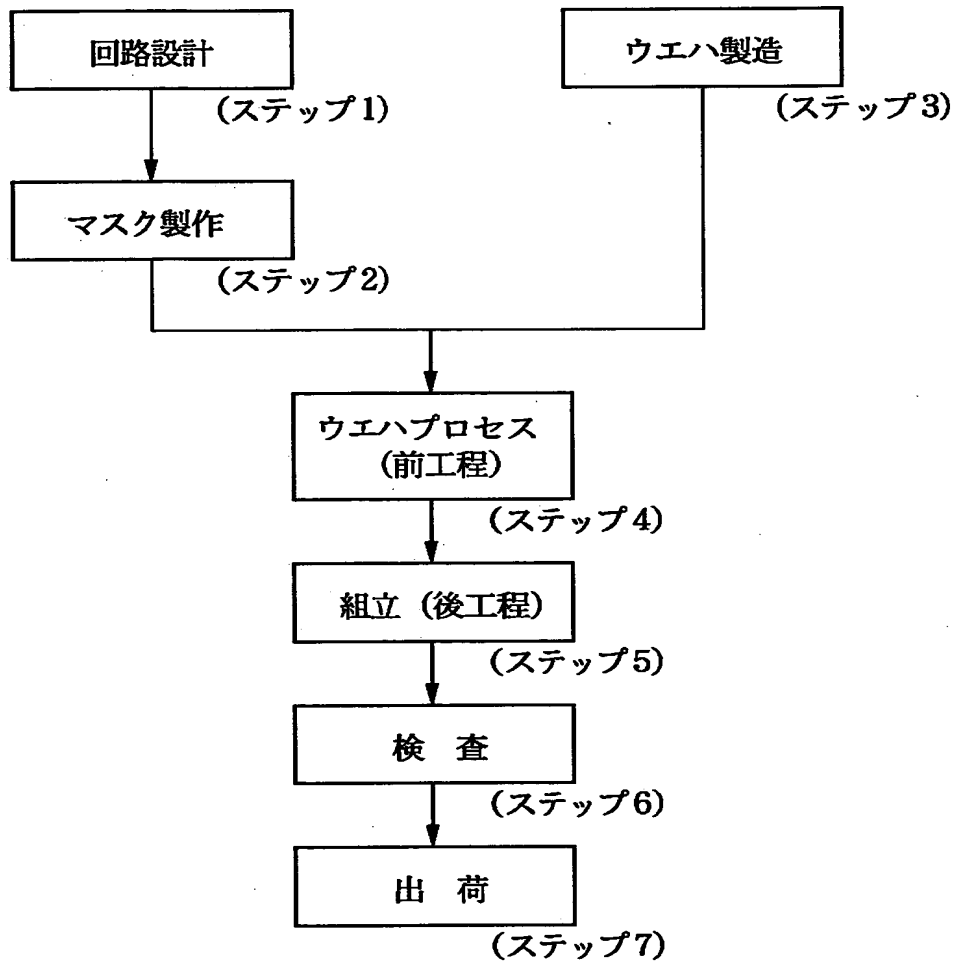 回路設計
(ステップ1)
ウエハ製造
(ステップ3)
マスク製作
(ステップ2)
ウエハプロセス
(前工程)
(ステップ4)
組立(後工程)
(ステップ5)
検 査
(ステップ6)
出 荷
(ステップ7)